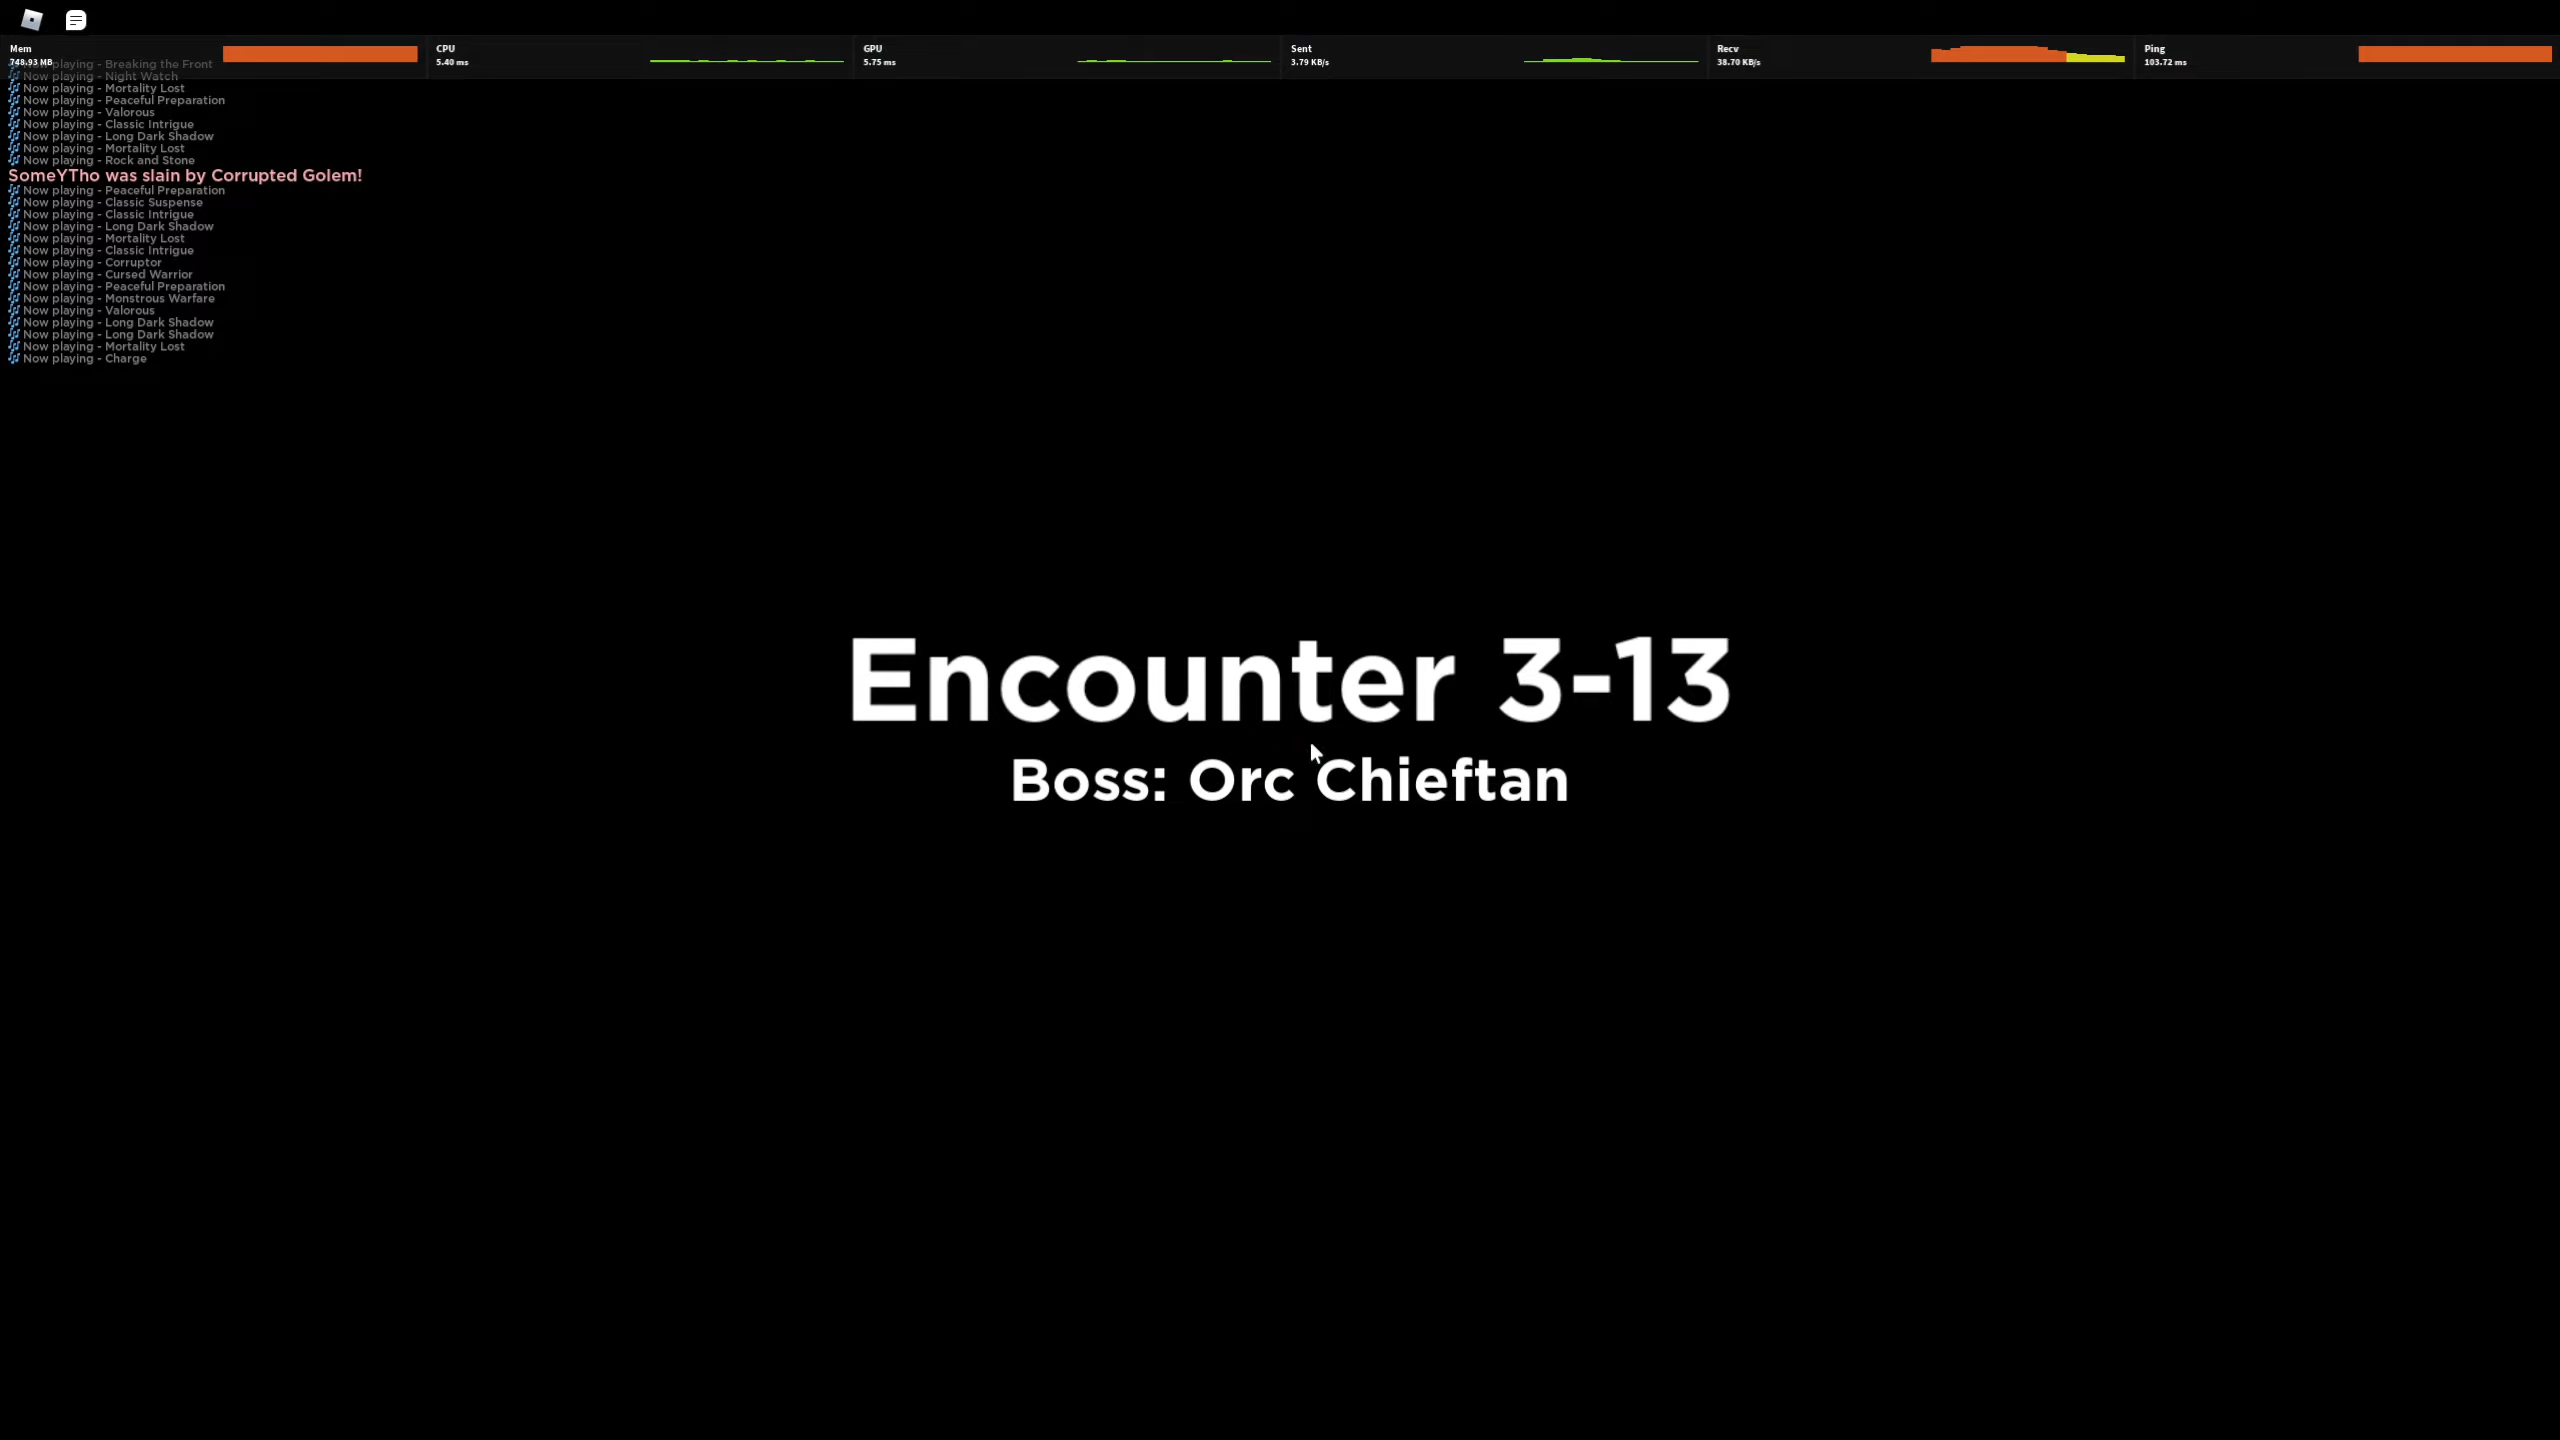 Mem
748.93 MB
CPU
5.40 ms
GPU
5.75 ms
Sent
3.79 KB/s
Recv
38.70 KB/s
Ping
103.72 ms
playing - Breaking the Front
Now playing - Night Watch
Now playing - Mortality Lost
Now playing - Peaceful Preparation
Now playing - Valorous
Now playing - Classic Intrigue
Now playing - Long Dark Shadow
Now playing - Mortality Lost
Now playing - Rock and Stone
SomeYTho was slain by Corrupted Golem!
Now playing - Peaceful Preparation
Now playing - Classic Suspense
Now playing - Classic Intrigue
Now playing - Long Dark Shadow
Now playing - Mortality Lost
Now playing - Classic Intrigue
Now playing - Corruptor
Now playing - Cursed Warrior
Now playing - Peaceful Preparation
Now playing - Monstrous Warfare
Now playing - Valorous
Now playing - Long Dark Shadow
Now playing - Long Dark Shadow
Now playing - Mortality Lost
Now playing - Charge
Encounter 3-13
Boss: Orc Chieftan